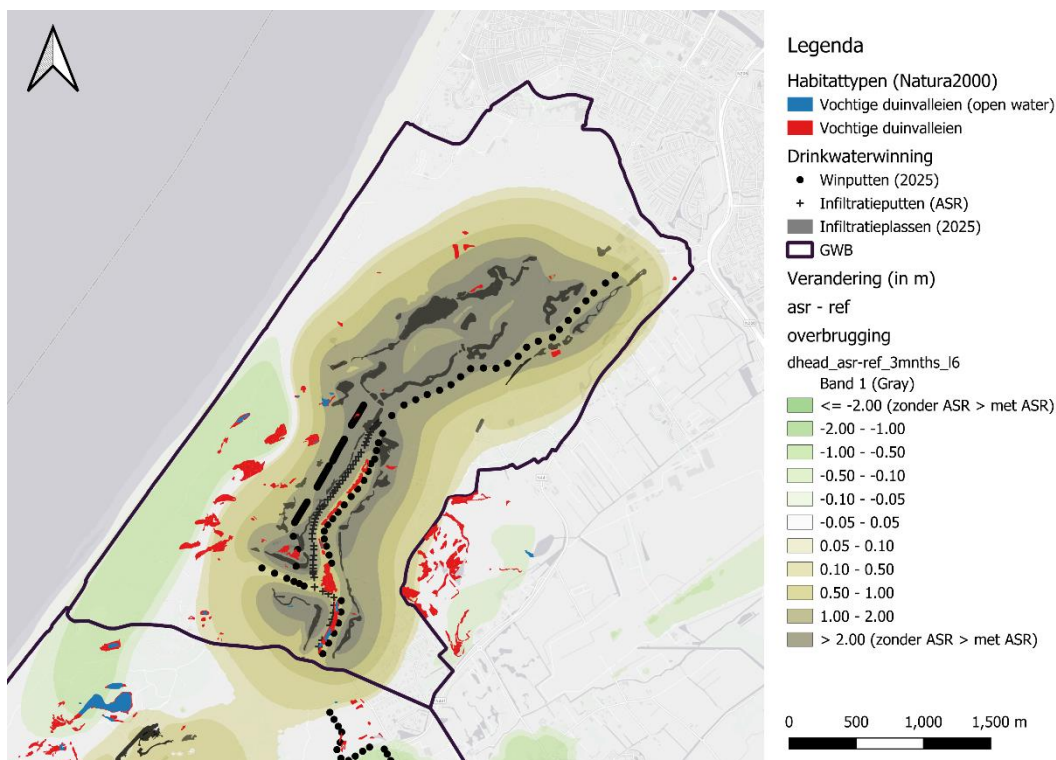 Legenda
Habitattypen (Natura2000)
Vochtige duinvalleien (open water)
Vochtige duinvalleien
Drinkwaterwinning
Winputten (2025)
Infiltratieputten (ASR)
Infiltratieplassen (2025)
GWB
Verandering (in m)
asr - ref
overbrugging
dhead_asr-ref_3mnths_l6
Band 1 (Gray)
<= -2.00 (zonder ASR > met ASR)
-2.00 - -1.00
-1.00 - -0.50
-0.50 - -0.10
-0.10 - -0.05
-0.05 - 0.05
0.05 - 0.10
0.10 - 0.50
0.50 - 1.00
1.00 - 2.00
> 2.00 (zonder ASR > met ASR)
0 500 1,000 1,500 m